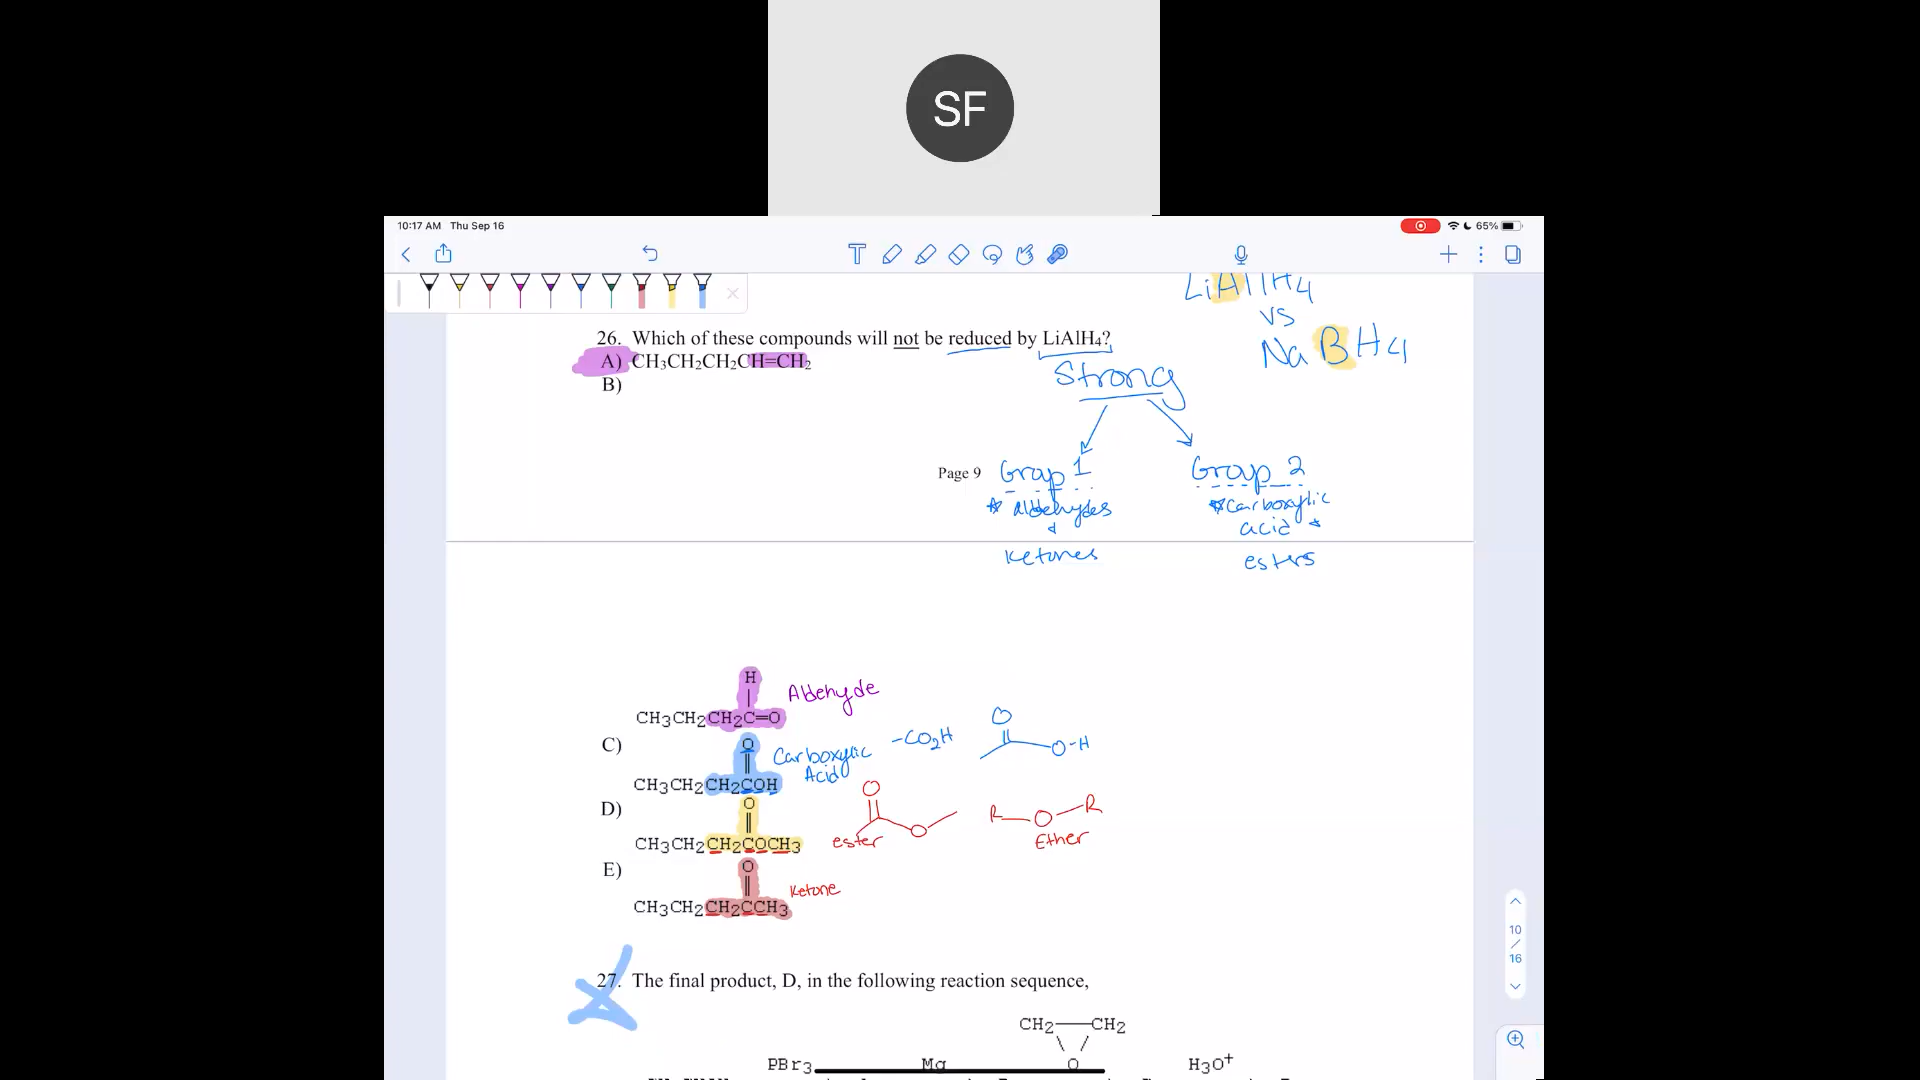 SF
10:17 AM Thu Sep 16
65%
LiAlH4
vs
NaBH4
26. Which of these compounds will not be reduced by LiAlH4?
A) CH3CH2CH2CH=CH2
B)
Strong
Page 9
Group 1
Group 2
* aldehydes
&
ketones
*carboxylic
acid *
esters
H
CH3CH2CH2C=O
Aldehyde
C)
O
CH3CH2CH2COH
Carboxylic
Acid
-CO2H
O
O-H
D)
O
CH3CH2CH2COCH3
O
O
ester
R O R
Ether
E)
O
CH3CH2CH2CCH3
Ketone
27. The final product, D, in the following reaction sequence,
CH2 CH2
O
PBr3 Mg H3O+
10
/
16